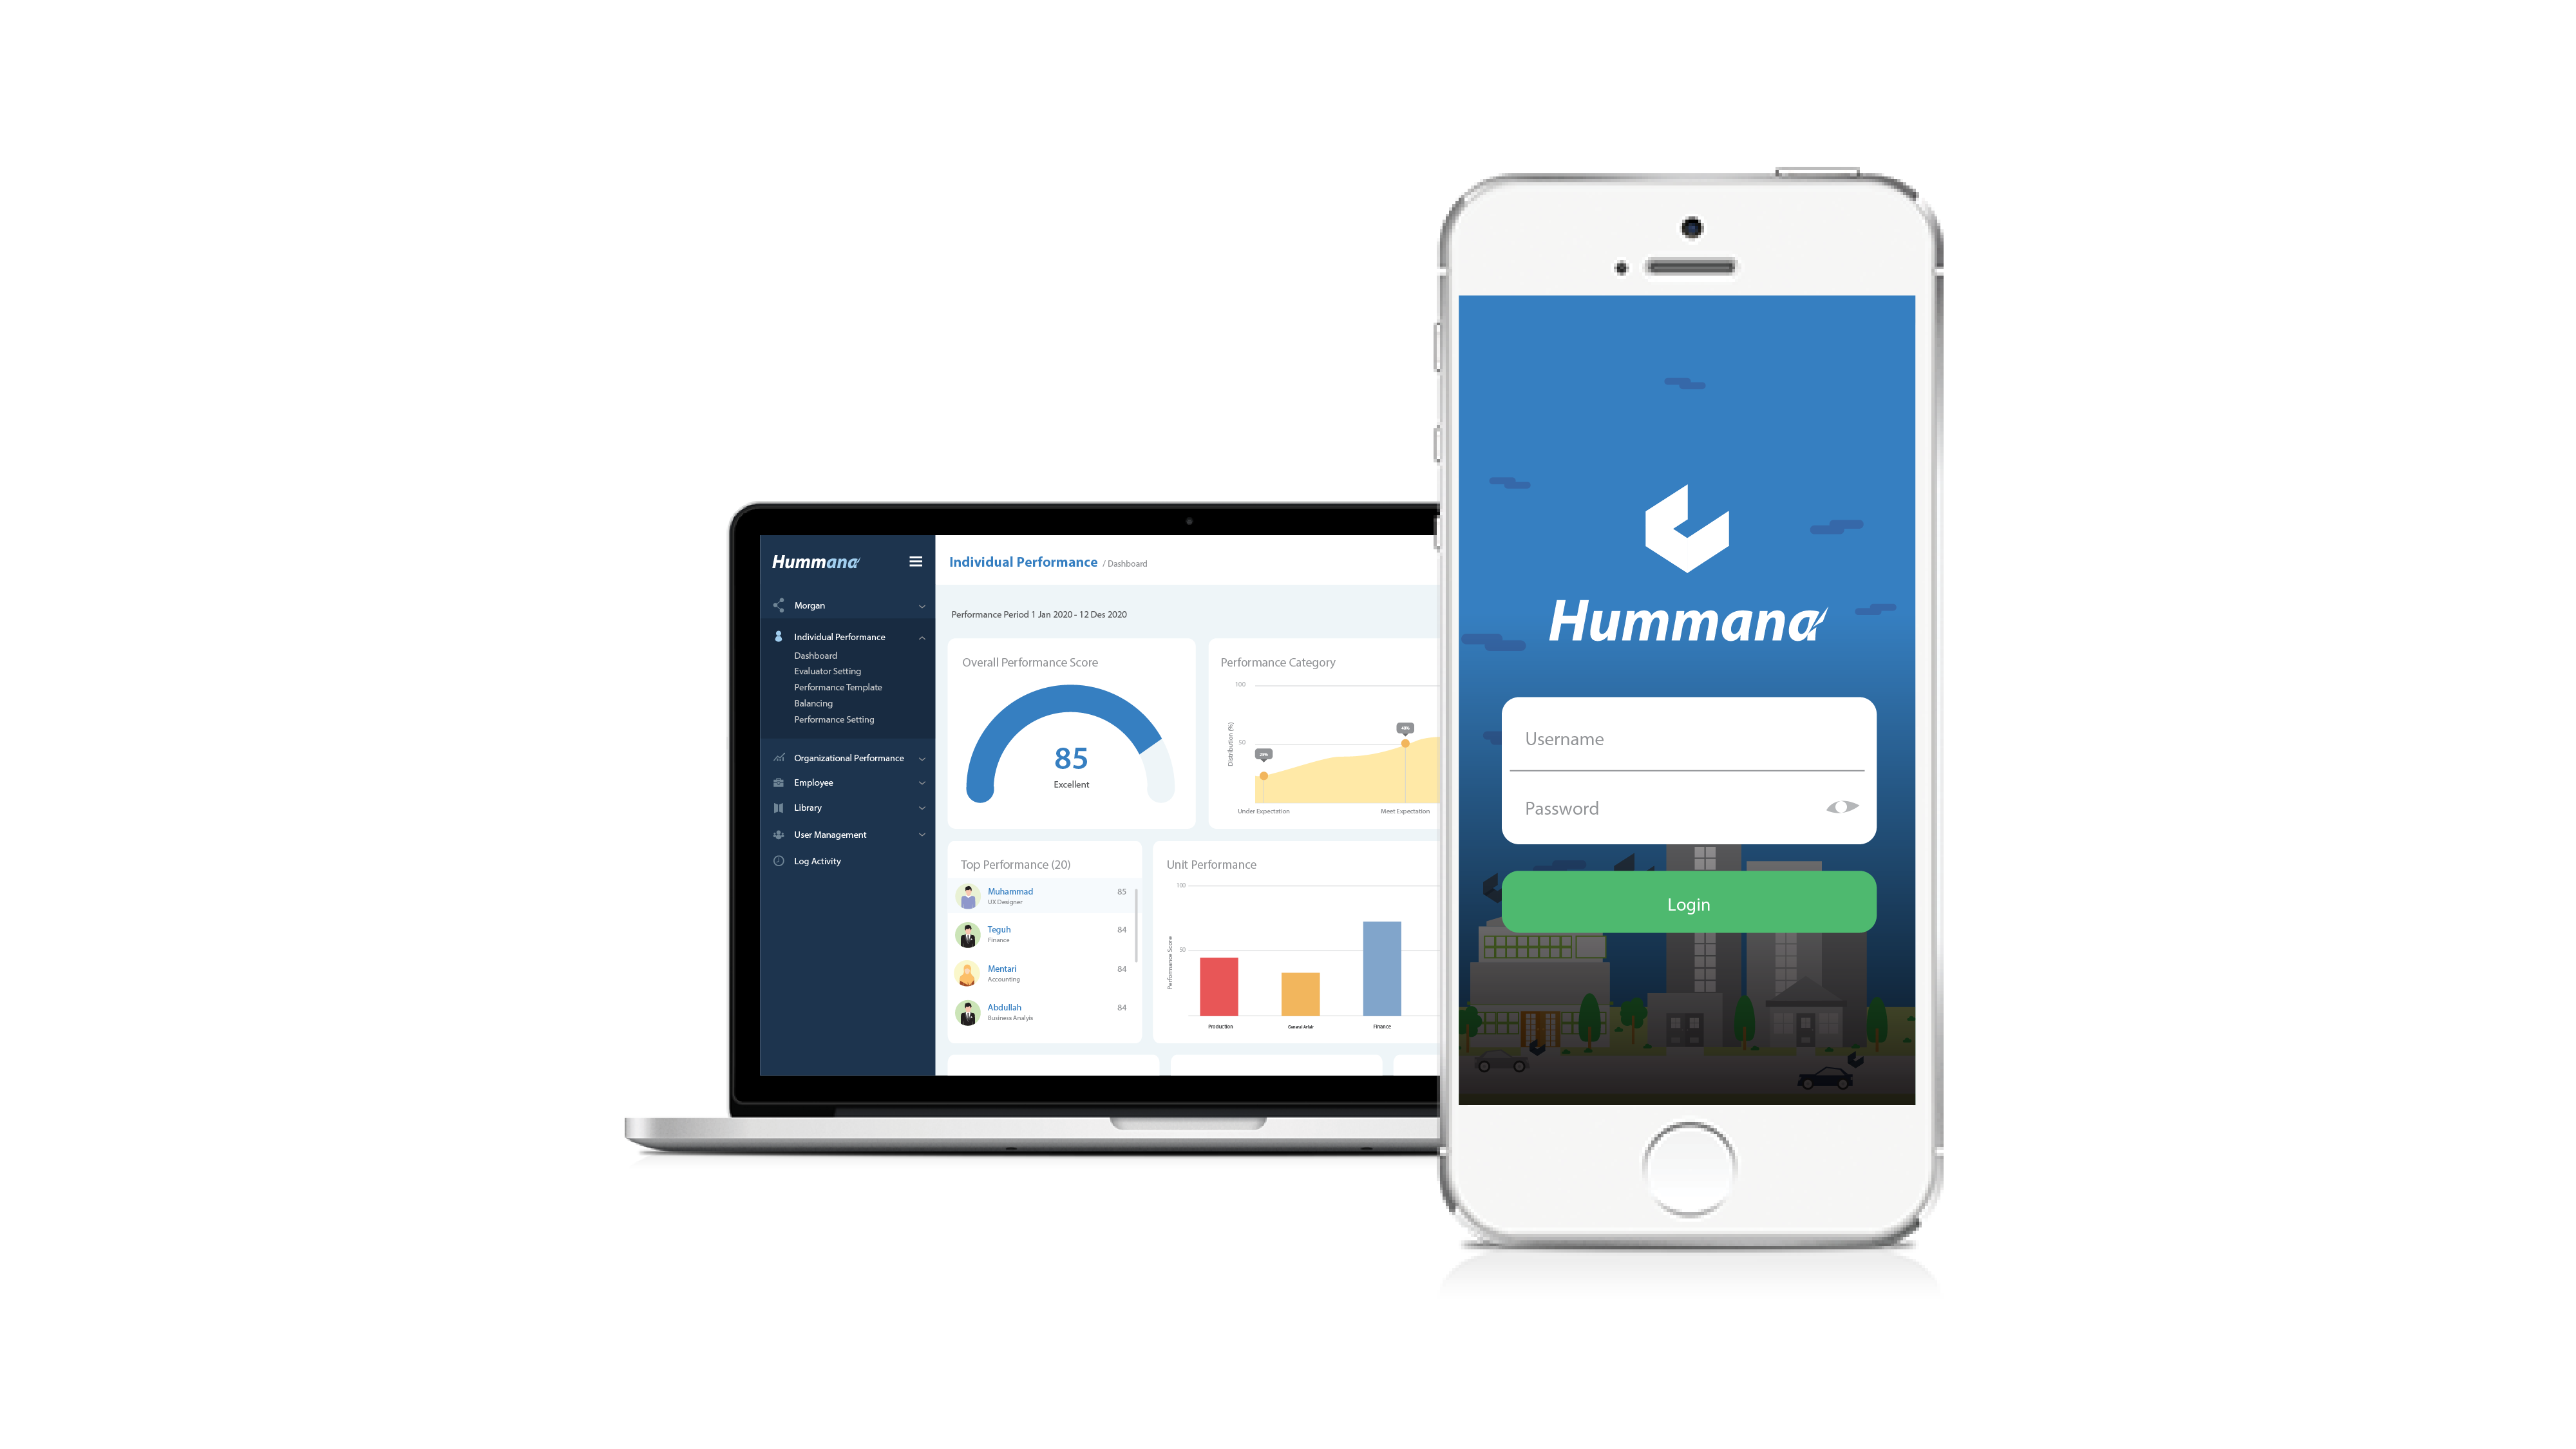 Hummana
Individual Performance / Dashboard
Morgan
Individual Performance
Dashboard
Evaluator Setting
Performance Template
Balancing
Performance Setting
Organizational Performance
Employee
Library
User Management
Log Activity
Performance Period 1 Jan 2020 - 12 Des 2020
Overall Performance Score
85
Excellent
Performance Category
100
50
Distribution (%)
Under Expectation
Meet Expectation
Top Performance (20)
Muhammad 85
UX Designer
Teguh 84
Finance
Mentari 84
Accounting
Abdullah 84
Business Analyis
Unit Performance
100
50
Performance Score
Production
Finance
Hummana
Username
Password
Login